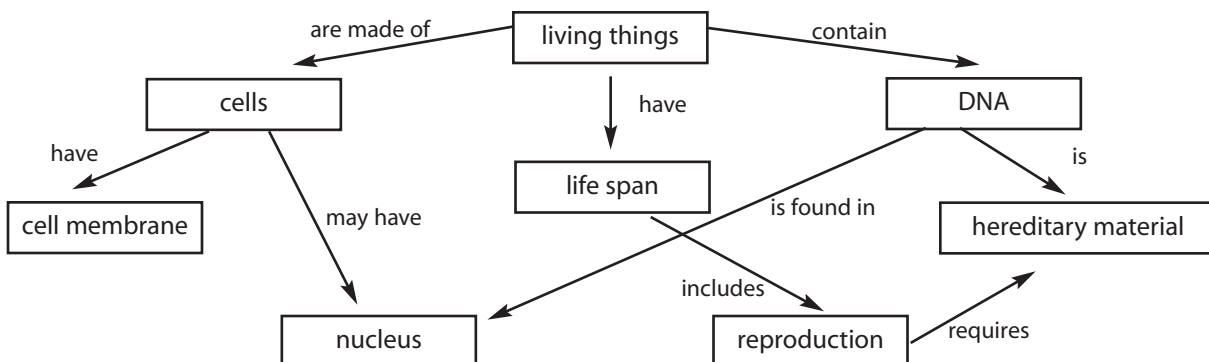 are made of
living things
contain
cells
have
DNA
have
is
life span
cell membrane
may have
is found in
hereditary material
includes
nucleus
reproduction
requires